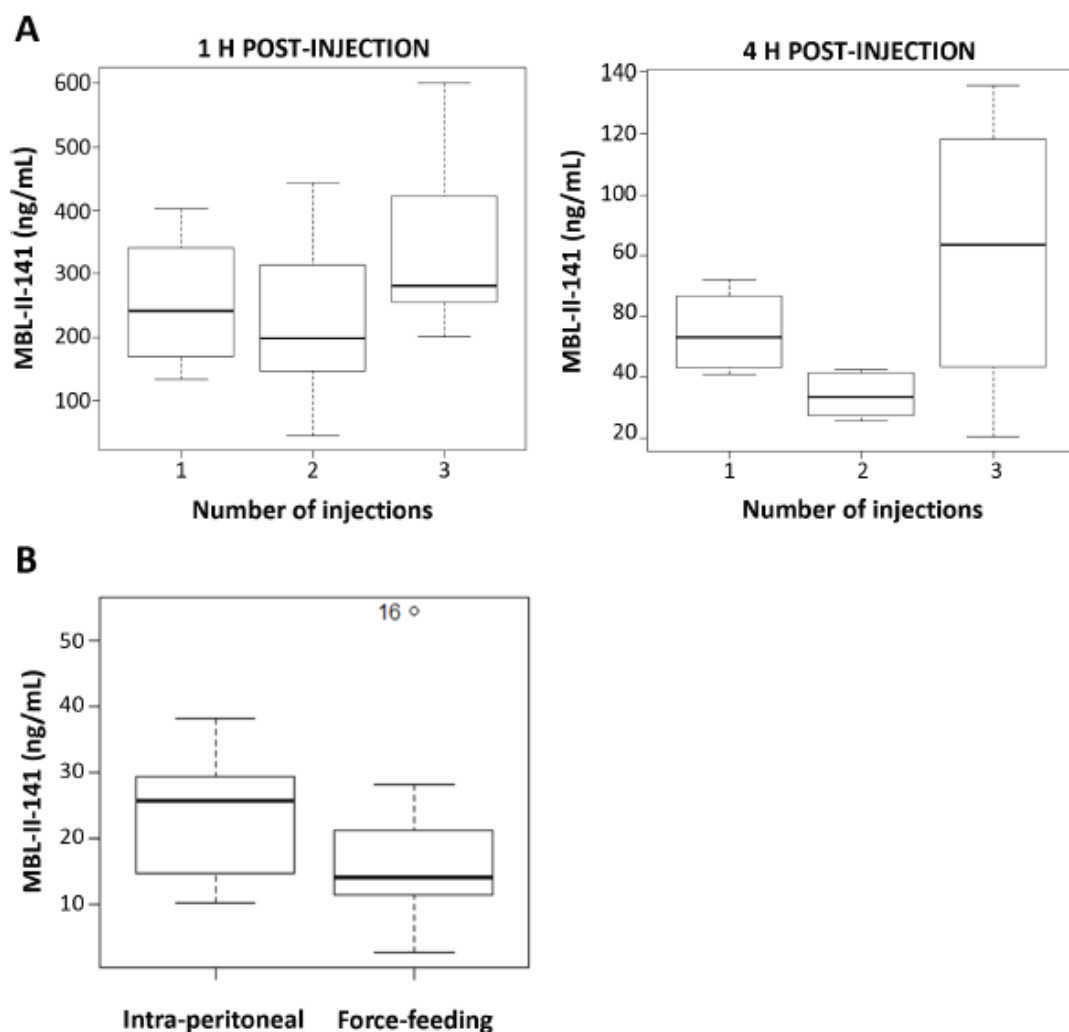 A
1 H POST-INJECTION
MBL-II-141 (ng/mL)
600
500
400
300
200
100
1 2 3
Number of injections
4 H POST-INJECTION
MBL-II-141 (ng/mL)
140
120
100
60
80
40
20
1 2 3
Number of injections
B
MBL-II-141 (ng/mL)
50
40
30
20
10
16
Intra-peritoneal Force-feeding